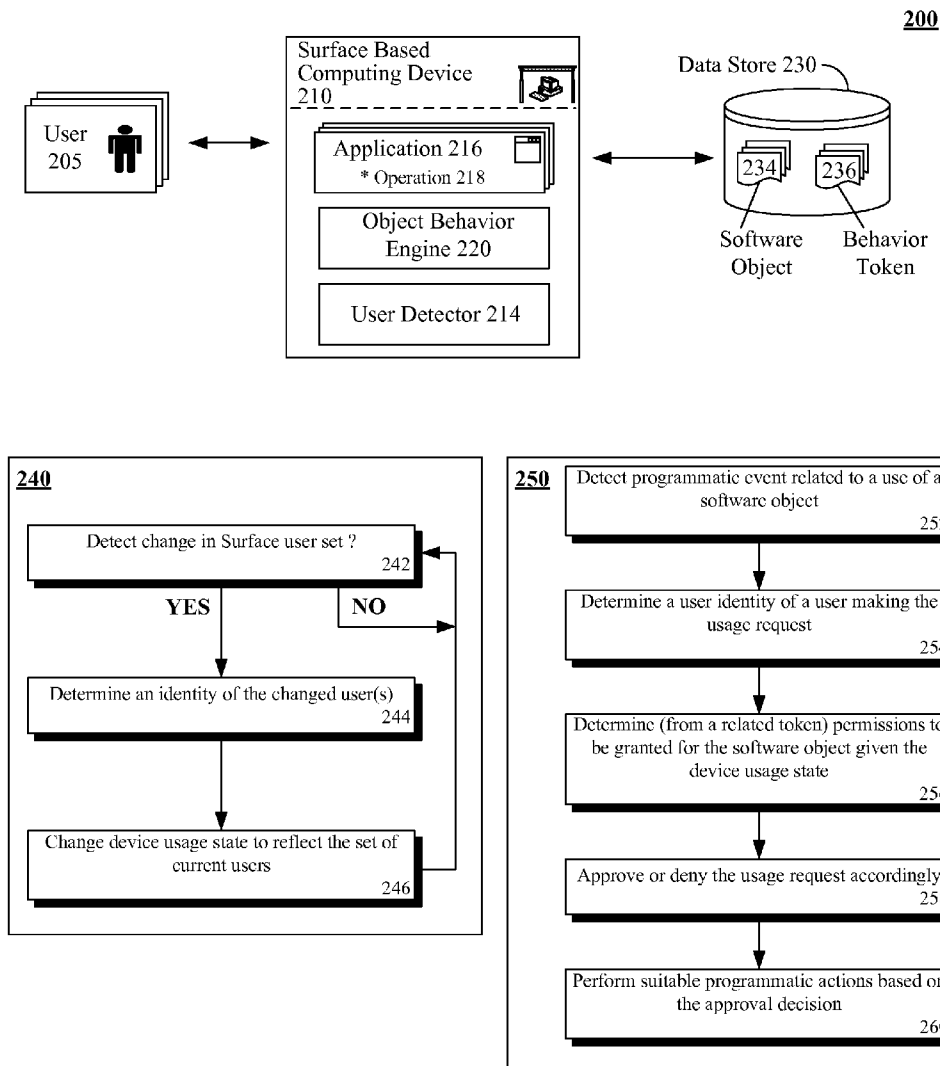 200
User
205
Surface Based
Computing Device
210
Application 216
* Operation 218
Object Behavior
Engine 220
User Detector 214
Data Store 230
234
236
Software
Object
Behavior
Token
240
Detect change in Surface user set ?
242
YES
NO
Determine an identity of the changed user(s)
244
Change device usage state to reflect the set of
current users
246
250
Detect programmatic event related to a use of a
software object
Determine a user identity of a user making the
usage request
Determine (from a related token) permissions to
be granted for the software object given the
device usage state
Approve or deny the usage request accordingly
Perform suitable programmatic actions based on
the approval decision